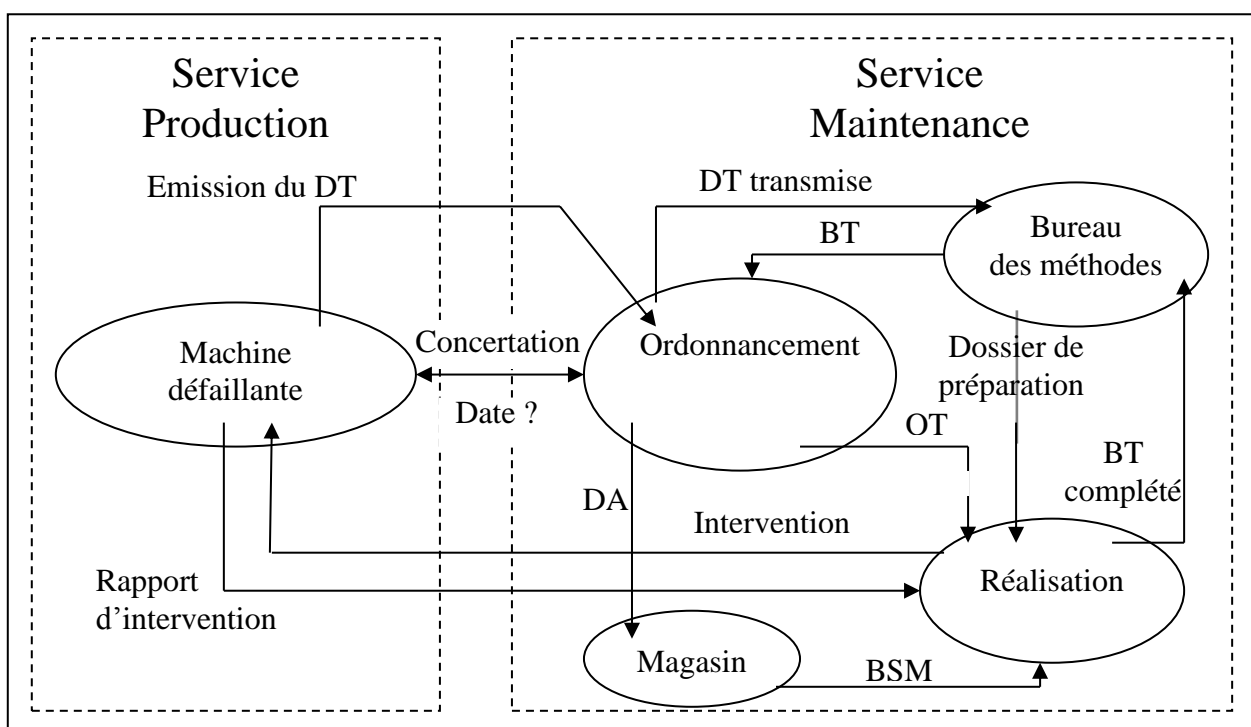 Service
Production
Service
Maintenance
Emission du DT
DT transmise
BT
Bureau
des méthodes
Machine
défaillante
Concertation
Date ?
Ordonnancement
Dossier de
préparation
OT
BT
complété
DA
Intervention
Rapport
d’intervention
Réalisation
Magasin
BSM